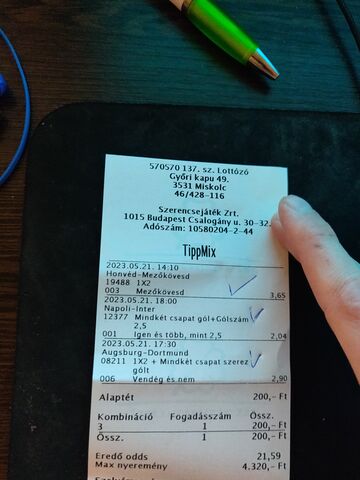 570570 137. sz. Lottózó
Győri kapu 49.
3531 Miskolc
46/428-116
Szerencsejáték Zrt.
1015 Budapest Csalogány u. 30-32.
Adószám: 10580204-2-44
TippMix
2023.05.21. 14:10
Honvéd-Mezőkövesd
19488 1X2
003 Mezőkövesd 3,65
2023.05.21. 18:00
Napoli-Inter
12377 Mindkét csapat gól+Gólszám
2,5
001 Igen és több, mint 2,5 2,04
2023.05.21. 17:30
Augsburg-Dortmund
08211 1X2 + Mindkét csapat szerez
gólt
006 Vendég és nem 2,90
Alaptét 200,- Ft
Kombináció Fogadásszám Össz.
3 1 200,- Ft
Össz. 1 200,- Ft
Eredő odds 21,59
Max nyeremény 4.320,- Ft